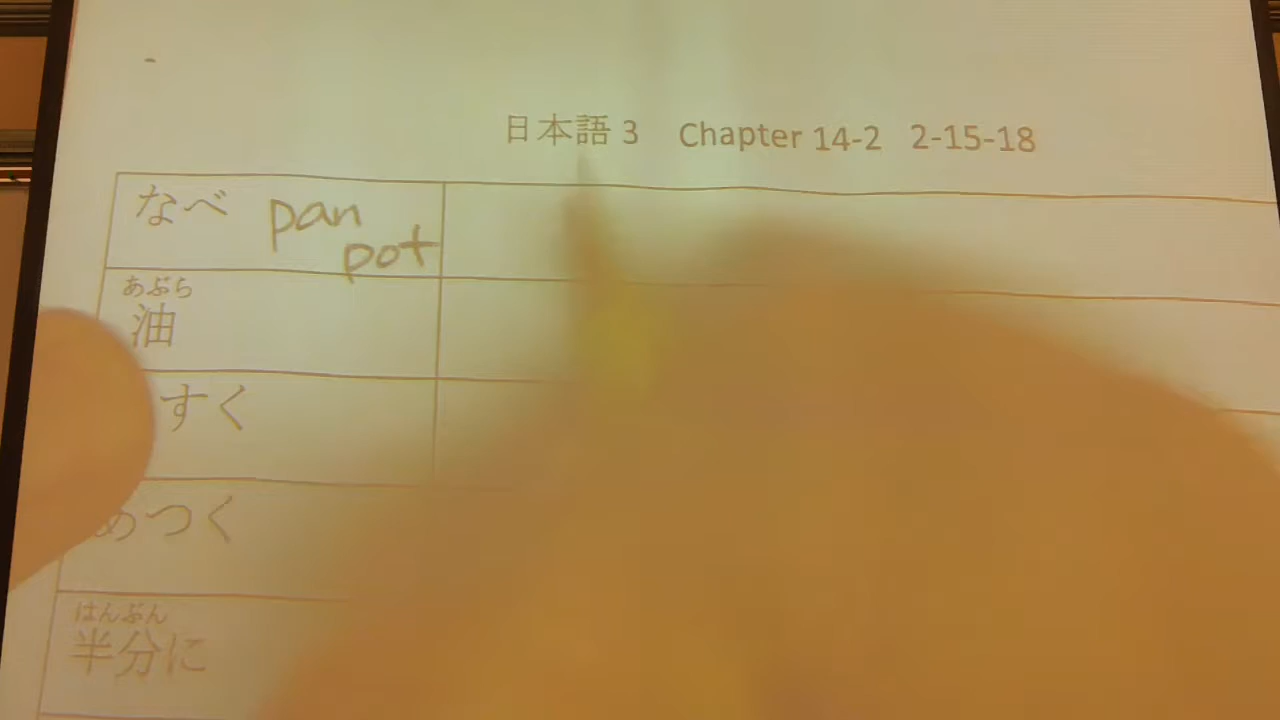 日本語 3 Chapter 14-2 2-15-18
なべ pan
pot
あぶら
油
すく
あつく
はんぶん
半分に